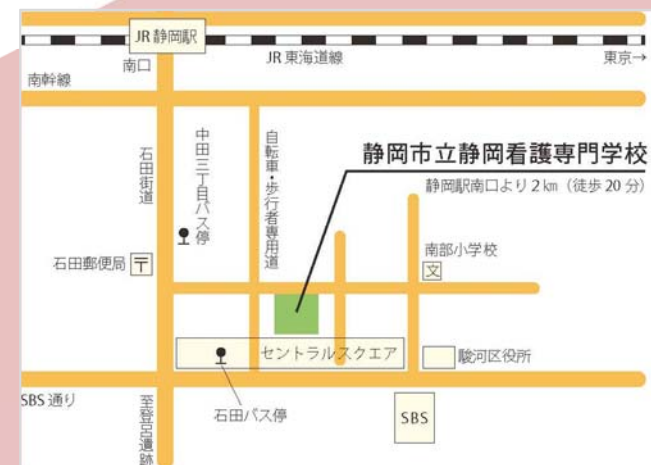 JR 静岡駅
南口
JR 東海道線
東京→
南幹線
石田街道
中田三丁目バス停
自転車・歩行者専用道
静岡市立静岡看護専門学校
静岡駅南口より2㎞（徒歩20分）
石田郵便局
〒
南部小学校
文
セントラルスクエア
駿河区役所
SBS 通り
至登呂遺跡
石田バス停
SBS